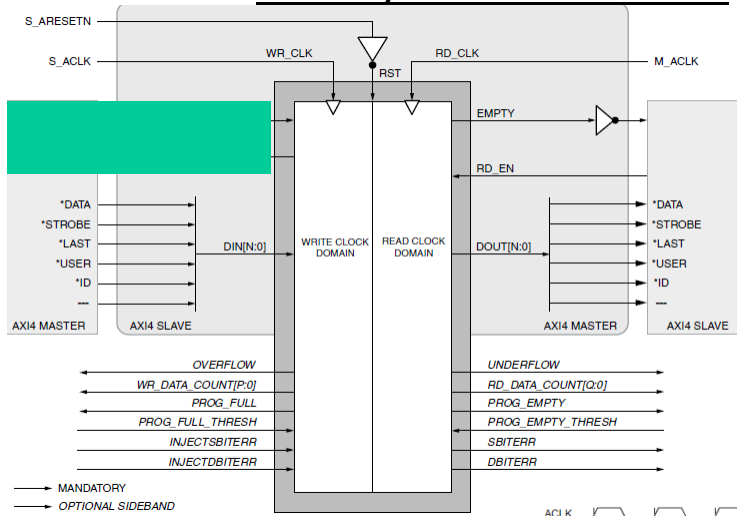 S_ARESETN
S_ACLK
WR_CLK
RD_CLK
M_ACLK
RST
EMPTY
RD_EN
*DATA
*STROBE
*LAST
*USER
*ID
---
DIN[N:0]
WRITE CLOCK
DOMAIN
READ CLOCK
DOMAIN
DOUT[N:0]
*DATA
*STROBE
*LAST
*USER
*ID
---
AXI4 MASTER
AXI4 SLAVE
AXI4 MASTER
AXI4 SLAVE
OVERFLOW
WR_DATA_COUNT[P:0]
PROG_FULL
PROG_FULL_THRESH
INJECTSBITERR
INJECTDBITERR
UNDERFLOW
RD_DATA_COUNT[Q:0]
PROG_EMPTY
PROG_EMPTY_THRESH
SBITERR
DBITERR
MANDATORY
OPTIONAL SIDEBAND
ACLK